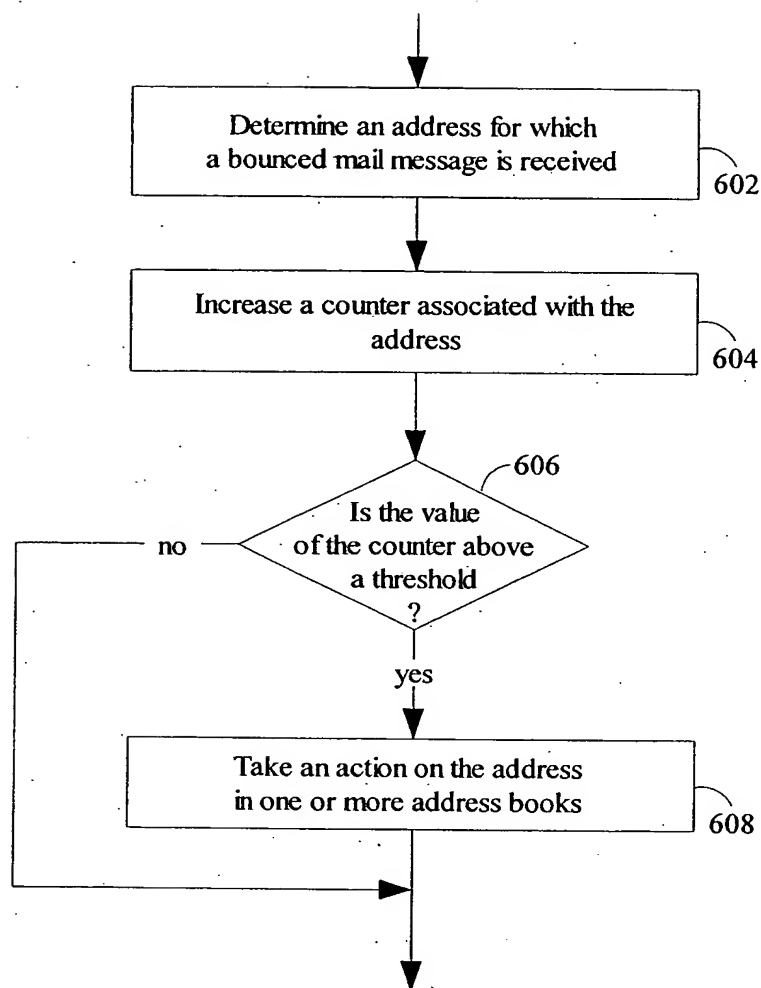 Determine an address for which
a bounced mail message is received
602
Increase a counter associated with the
address
604
606
Is the value
of the counter above
a threshold
?
no
yes
Take an action on the address
in one or more address books
608